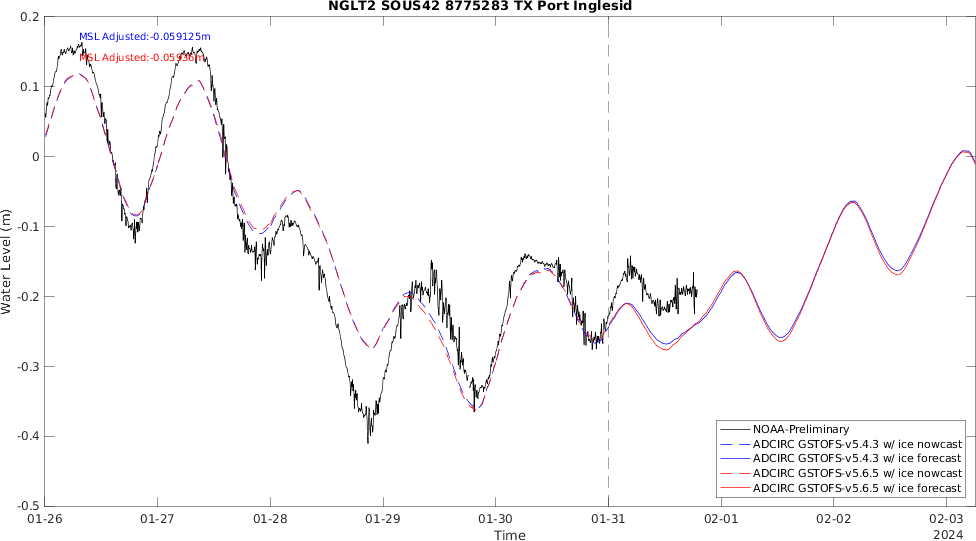 NGLT2 SOUS42 8775283 TX Port Inglesid
MSL Adjusted:-0.059125m
MSL Adjusted:-0.05936m
Water Level (m)
0.2
0.1
0
-0.1
-0.2
-0.3
-0.4
-0.5
NOAA-Preliminary
ADCIRC GSTOFS-v5.4.3 w/ ice nowcast
ADCIRC GSTOFS-v5.4.3 w/ ice forecast
ADCIRC GSTOFS-v5.6.5 w/ ice nowcast
ADCIRC GSTOFS-v5.6.5 w/ ice forecast
01-26 01-27 01-28 01-29 01-30 01-31 02-01 02-02 02-03
Time
2024